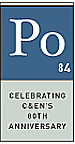 Po
84
CELEBRATING
C&EN'S
80TH
ANNIVERSARY